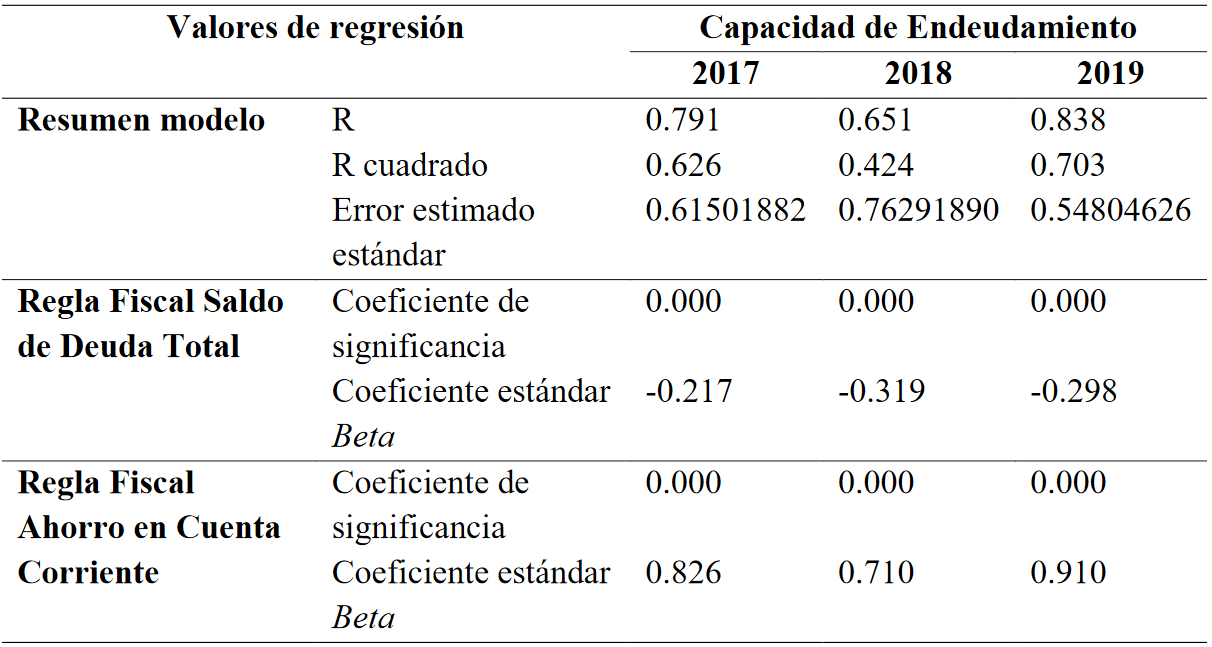 Valores de regresión Capacidad de Endeudamiento
2017 2018 2019
Resumen modelo R 0.791 0.651 0.838
R cuadrado 0.626 0.424 0.703
Error estimado 0.61501882 0.76291890 0.54804626
estándar
Regla Fiscal Saldo Coeficiente de 0.000 0.000 0.000
de Deuda Total significancia
Coeficiente estándar -0.217 -0.319 -0.298
Beta
Regla Fiscal Coeficiente de 0.000 0.000 0.000
Ahorro en Cuenta significancia
Corriente Coeficiente estándar 0.826 0.710 0.910
Beta